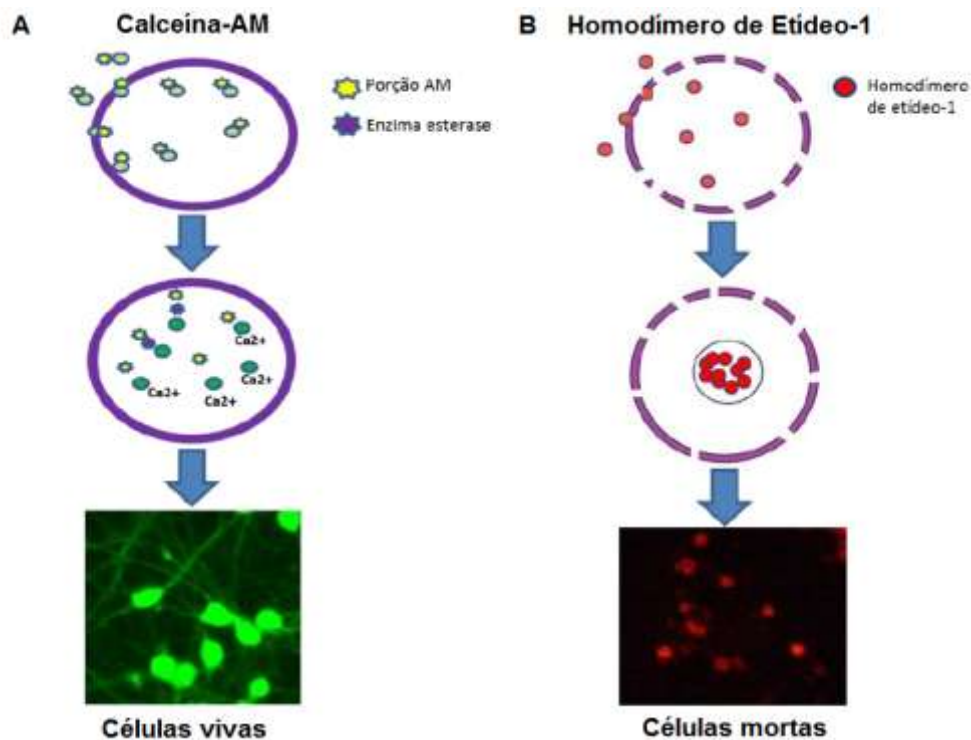 A Calceína-AM
Porção AM
Enzima esterase
Ca2+
Ca2+
Ca2+
Ca2+
Células vivas
B Homodímero de Etídeo-1
Homodímero
de etídeo-1
Células mortas